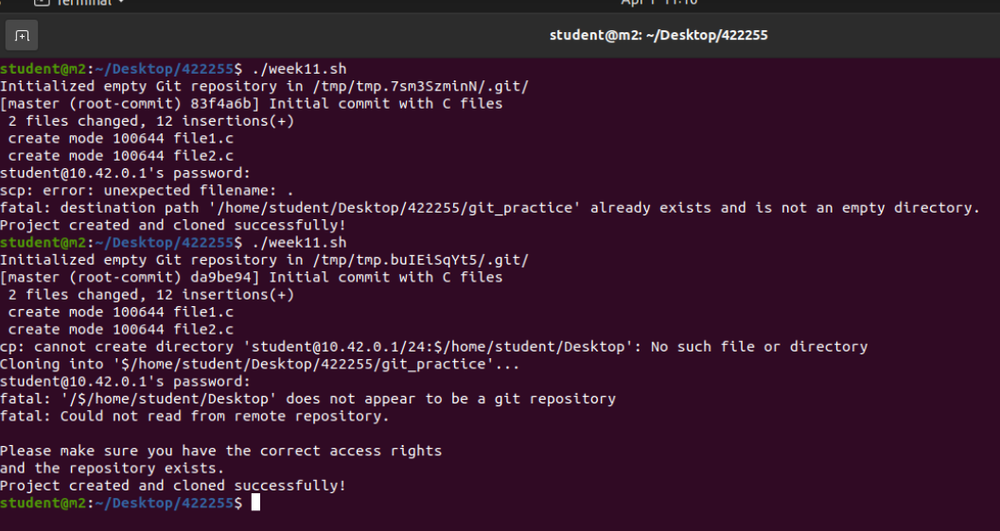 Terminal
Apr 1 11:10
student@m2: ~/Desktop/422255
student@m2:~/Desktop/422255$ ./week11.sh
Initialized empty Git repository in /tmp/tmp.7sm3SzminN/.git/
[master (root-commit) 83f4a6b] Initial commit with C files
 2 files changed, 12 insertions(+)
 create mode 100644 file1.c
 create mode 100644 file2.c
student@10.42.0.1's password:
scp: error: unexpected filename: .
fatal: destination path '/home/student/Desktop/422255/git_practice' already exists and is not an empty directory.
Project created and cloned successfully!
student@m2:~/Desktop/422255$ ./week11.sh
Initialized empty Git repository in /tmp/tmp.buIEiSqYt5/.git/
[master (root-commit) da9be94] Initial commit with C files
 2 files changed, 12 insertions(+)
 create mode 100644 file1.c
 create mode 100644 file2.c
cp: cannot create directory 'student@10.42.0.1/24:$/home/student/Desktop': No such file or directory
Cloning into '$/home/student/Desktop/422255/git_practice'...
student@10.42.0.1's password:
fatal: '/$/home/student/Desktop' does not appear to be a git repository
fatal: Could not read from remote repository.

Please make sure you have the correct access rights
and the repository exists.
Project created and cloned successfully!
student@m2:~/Desktop/422255$